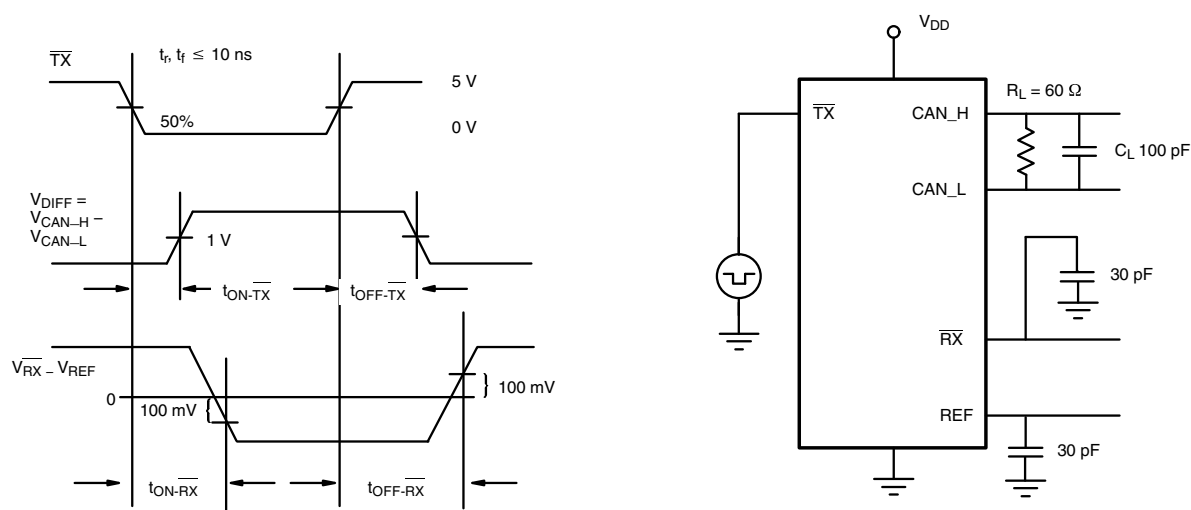 TX
tr, tf ≤ 10 ns
5 V
50%
0 V
VDIFF =
VCAN–H –
VCAN–L
1 V
tON-TX
tOFF-TX
VRX – VREF
0
100 mV
100 mV
tON-RX
tOFF-RX
VDD
TX
CAN_H
RL = 60 Ω
CL 100 pF
CAN_L
30 pF
RX
REF
30 pF